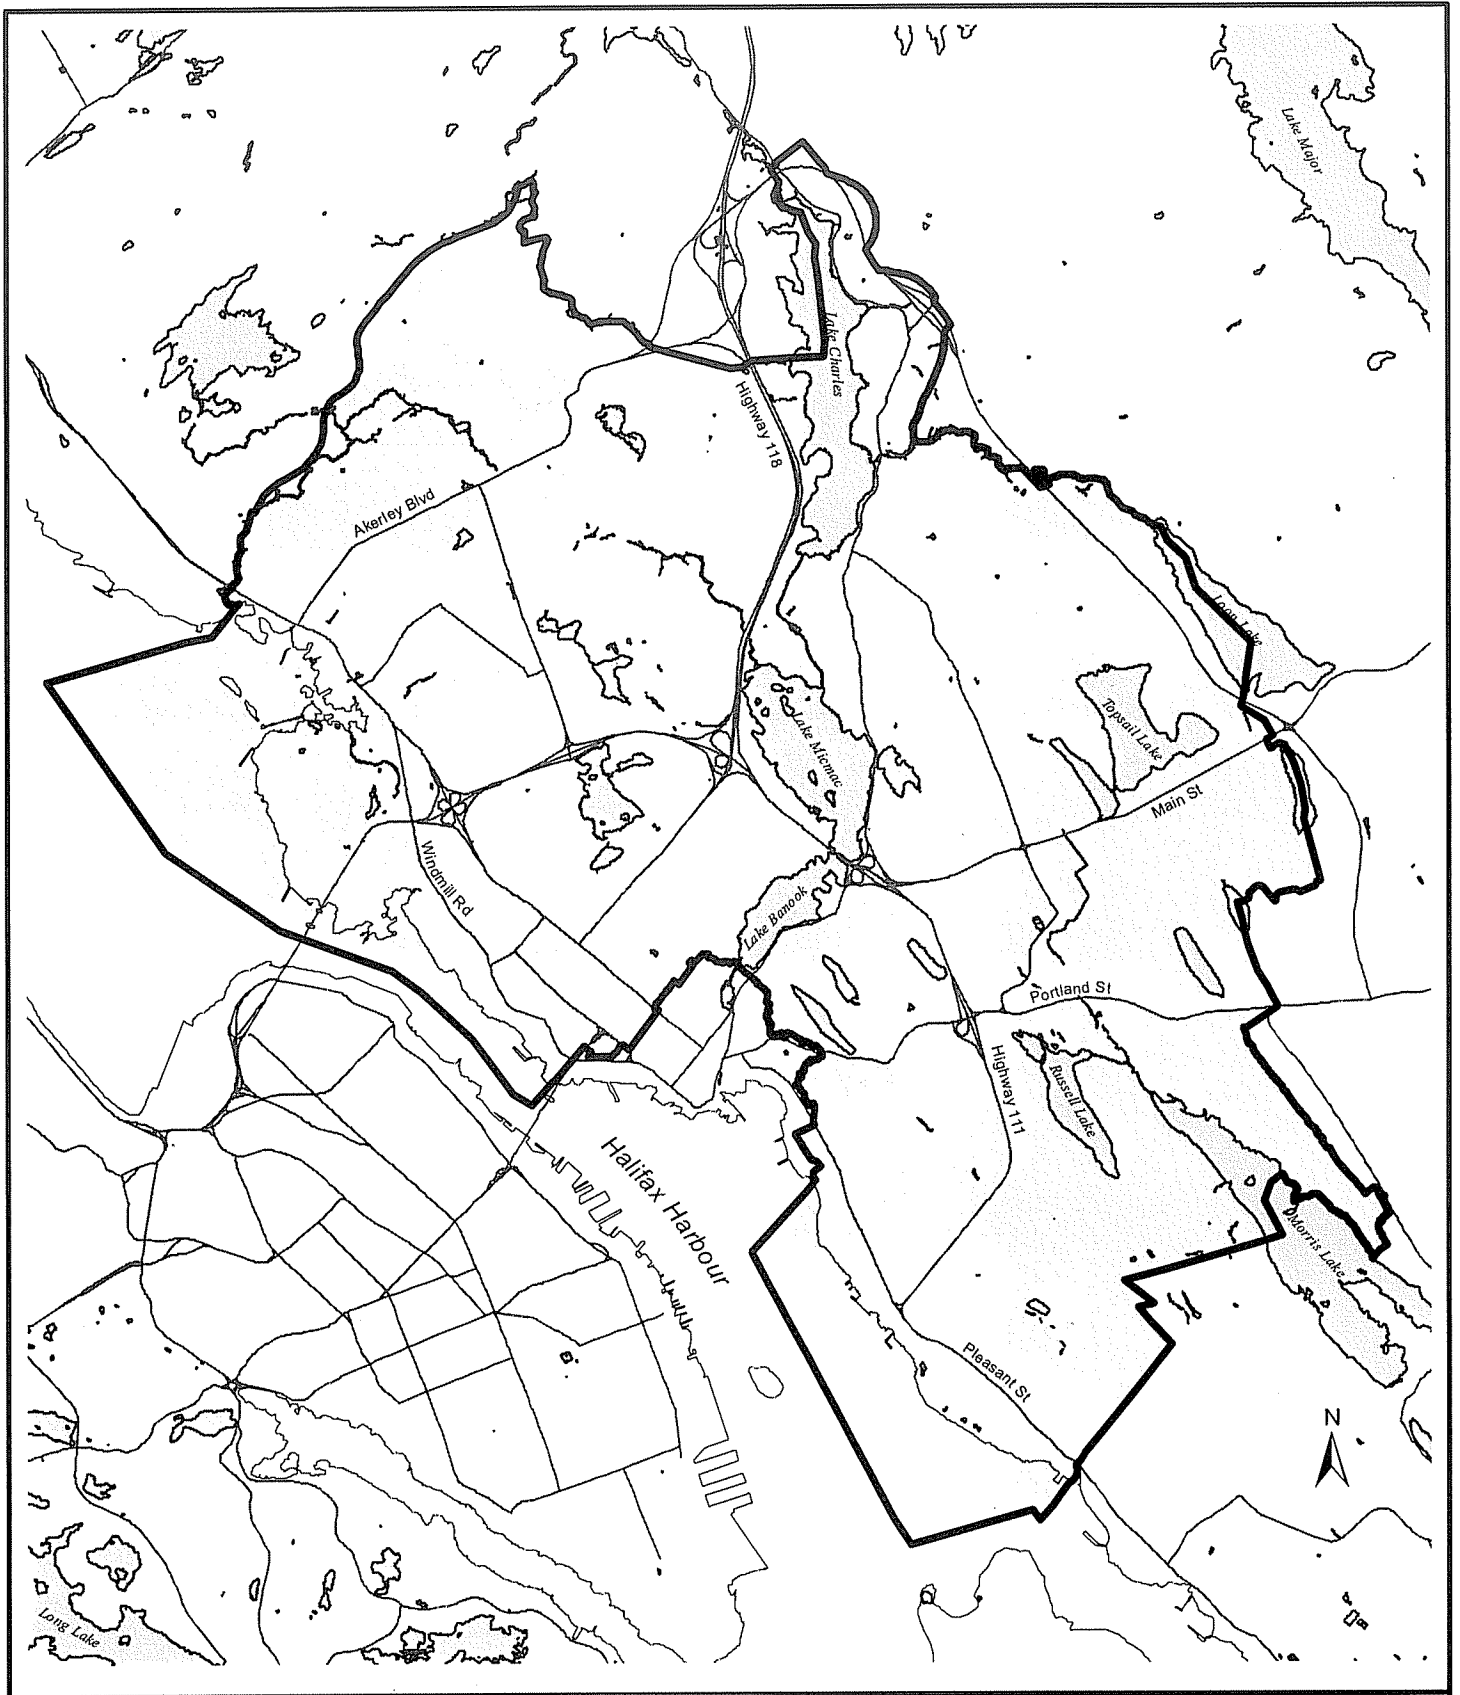 Lake Major
Lake Charles
Highway 118
Akerley Blvd
Loon Lake
Topsail Lake
Lake Micmac
Main St
Windmill Rd
Lake Banook
Portland St
Highway 111
Russell Lake
Halifax Harbour
Morris Lake
Pleasant St
N
Long Lake